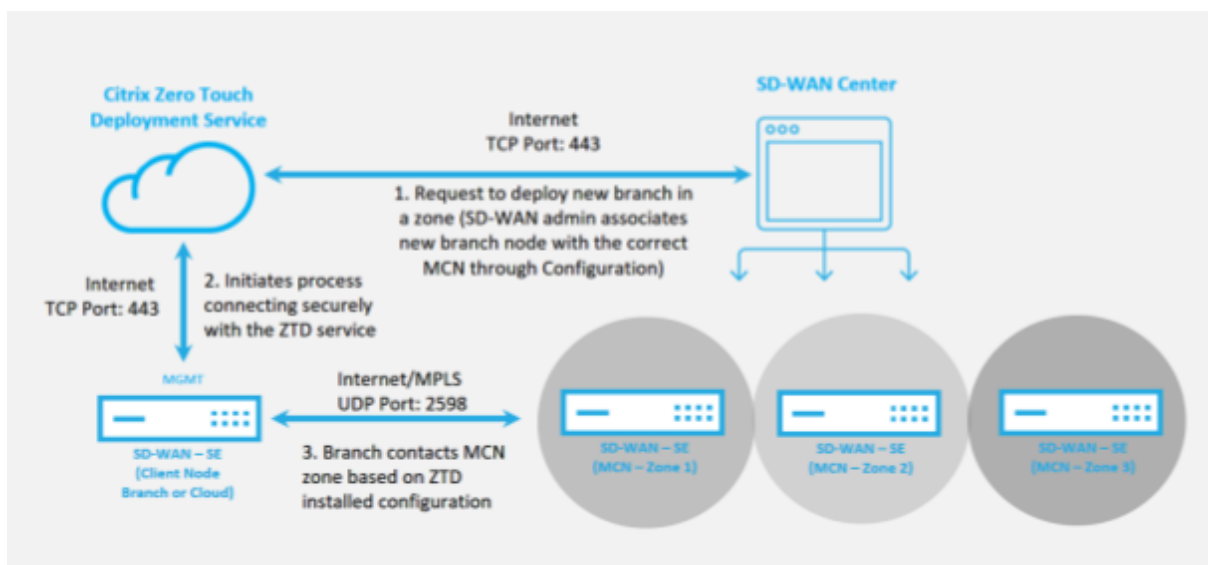 Citrix Zero Touch
Deployment Service
SD-WAN Center
Internet
TCP Port: 443
1. Request to deploy new branch in
a zone (SD-WAN admin associates
new branch node with the correct
MCN through Configuration)
Internet
TCP Port: 443
2. Initiates process
connecting securely
with the ZTD service
MGMT
SD-WAN – SE
(Client Node
Branch or Cloud)
Internet/MPLS
UDP Port: 2598
3. Branch contacts MCN
zone based on ZTD
installed configuration
SD-WAN – SE
(MCN – Zone 1)
SD-WAN – SE
(MCN – Zone 2)
SD-WAN – SE
(MCN – Zone 3)